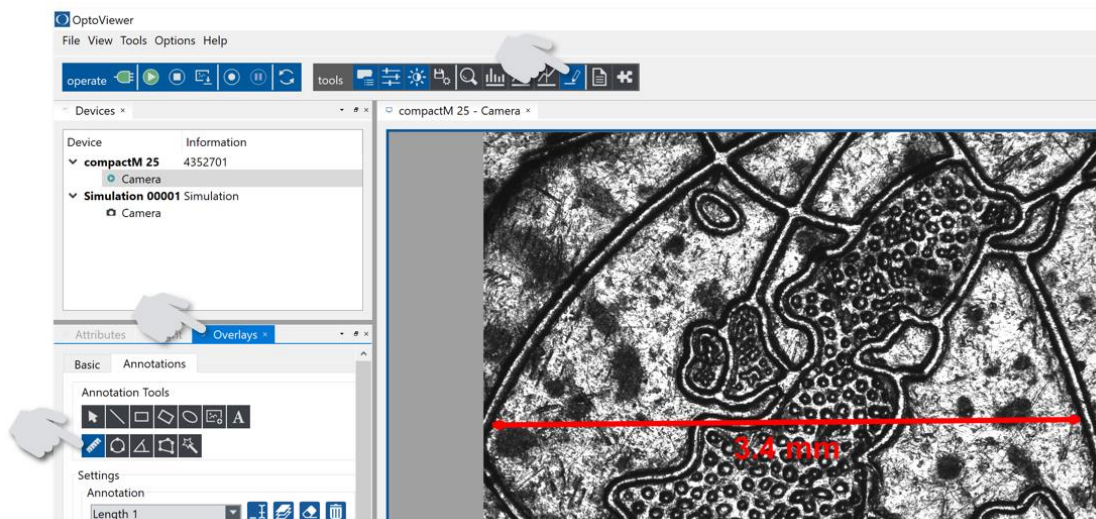 OptoViewer
File View Tools Options Help
operate tools
Devices ×
compactM 25 - Camera ×
Device Information
compactM 25 4352701
Camera
Simulation 00001 Simulation
Camera
Attributes Overlays ×
Basic Annotations
Annotation Tools
A
Settings
Annotation
Length 1
3.4 mm